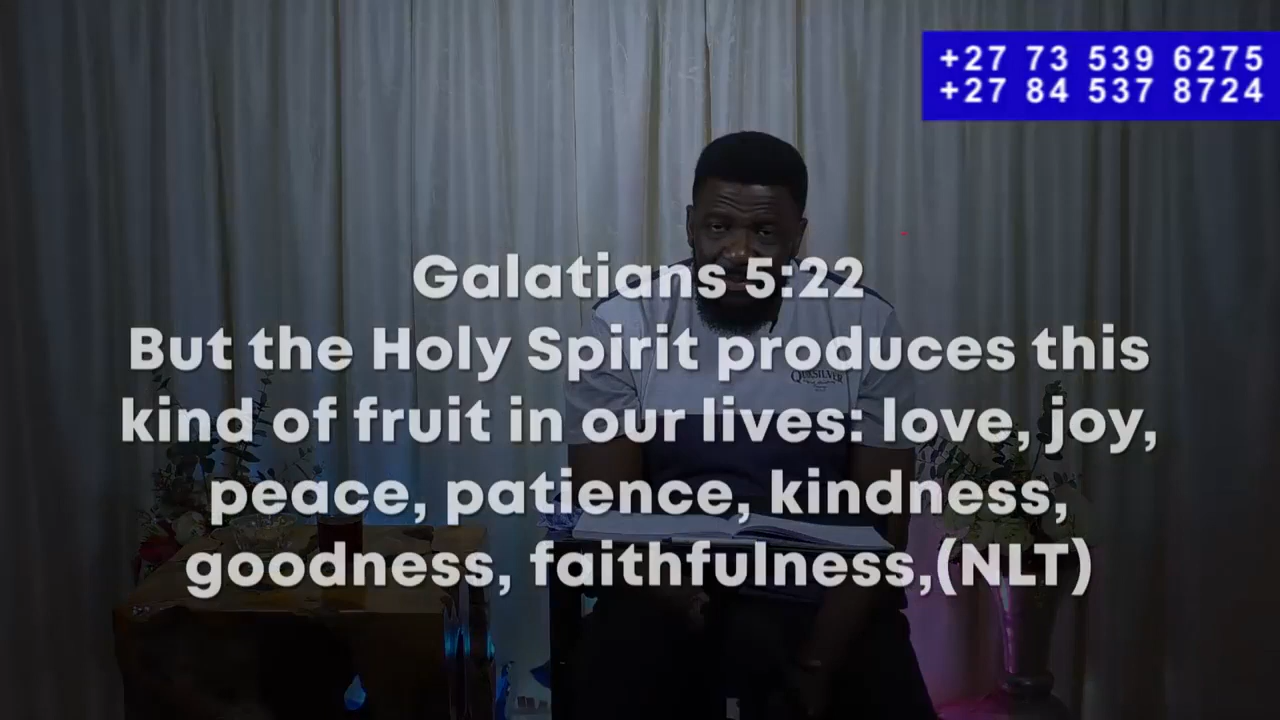 +27 73 539 6275
+27 84 537 8724
Galatians 5:22
But the Holy Spirit produces this
kind of fruit in our lives: love, joy,
peace, patience, kindness,
goodness, faithfulness,(NLT)
QUIKSILVER